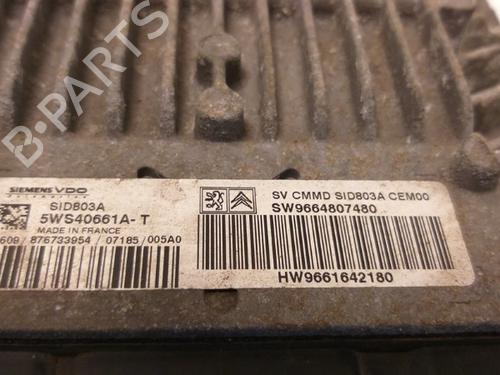 B-PARTS
SIEMENS VDO
SID803A
5WS40661A-T
MADE IN FRANCE
609 / 876733954 / 07185 / 005A0
SV CMMD SID803A CEM00
SW9664807480
HW9661642180